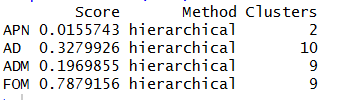 Score Method Clusters
APN 0.0155743 hierarchical 2
AD 0.3279926 hierarchical 10
ADM 0.1969855 hierarchical 9
FOM 0.7879156 hierarchical 9